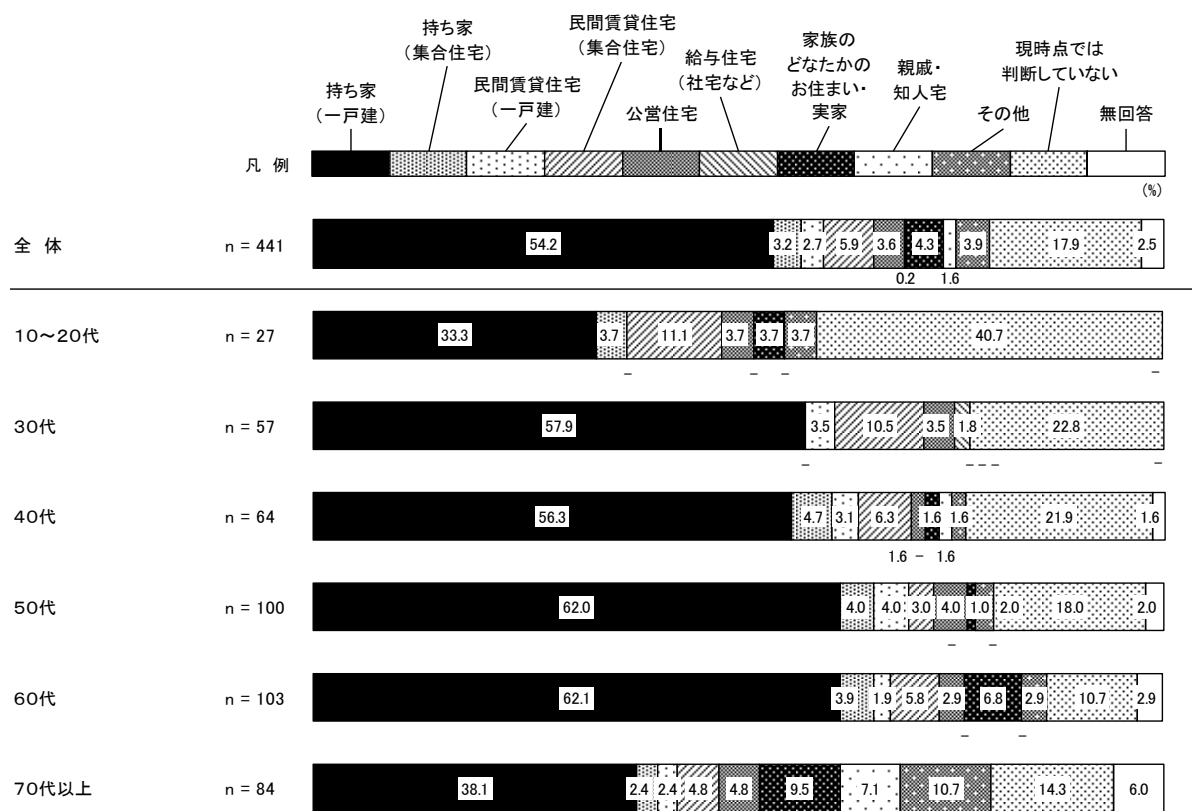 持ち家
（一戸建）
持ち家
（集合住宅）
民間賃貸住宅
（一戸建）
民間賃貸住宅
（集合住宅）
公営住宅
給与住宅
（社宅など）
家族の
どなたかの
お住まい・
実家
親戚・
知人宅
その他
現時点では
判断していない
無回答
凡 例
(%)
全 体 n = 441 54.2 3.2 2.7 5.9 3.6 4.3 3.9 17.9 2.5
0.2 1.6
10～20代 n = 27 33.3 3.7 11.1 3.7 3.7 3.7 40.7
– – – –
30代 n = 57 57.9 3.5 10.5 3.5 1.8 22.8
– – – – –
40代 n = 64 56.3 4.7 3.1 6.3 1.6 1.6 21.9 1.6
1.6 – 1.6
50代 n = 100 62.0 4.0 4.0 3.0 4.0 1.0 2.0 18.0 2.0
– –
60代 n = 103 62.1 3.9 1.9 5.8 2.9 6.8 2.9 10.7 2.9
– –
70代以上 n = 84 38.1 2.4 2.4 4.8 4.8 9.5 7.1 10.7 14.3 6.0